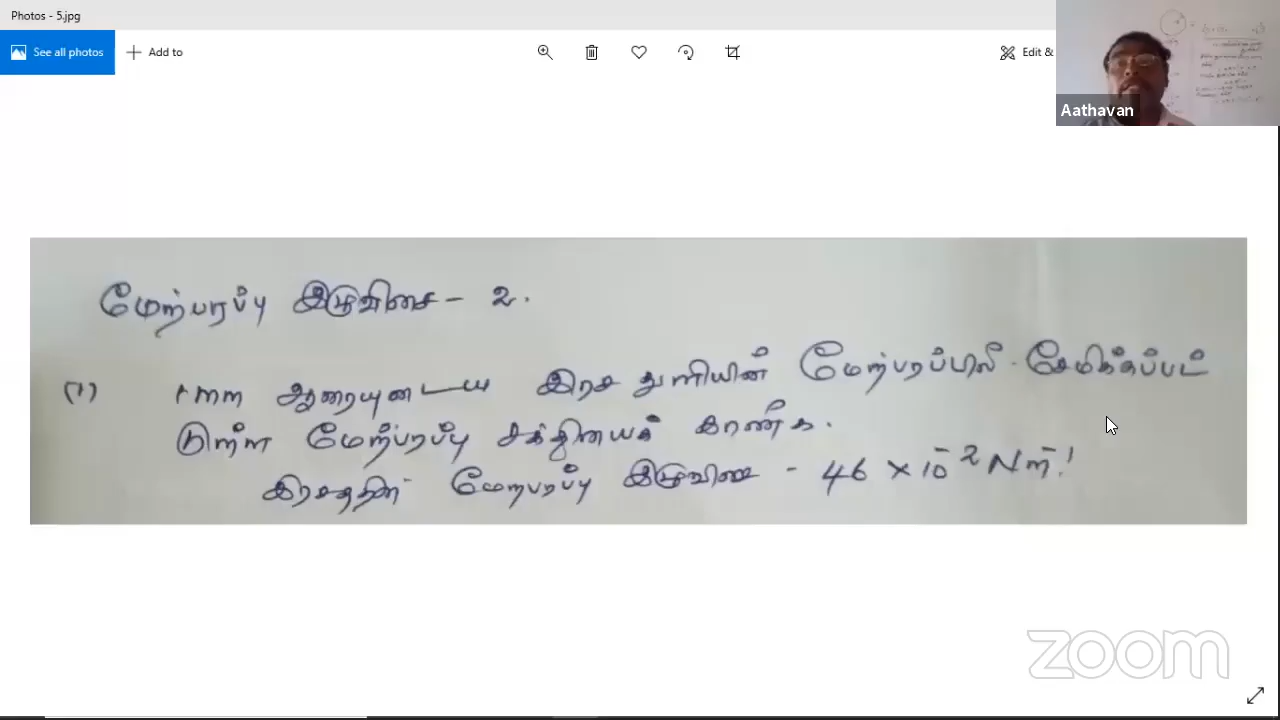 Photos - 5.jpg
See all photos
Add to
Edit &
Aathavan
மேற்பரப்பு இழுவிசை - 2.
(1) 1mm ஆரையுடைய இரச துளியின் மேற்பரப்பில் சேமிக்கப்பட்
டுள்ள மேற்பரப்பு சக்தியைக் காண்க.
இரசத்தின் மேற்பரப்பு இழுவிசை - 46 × 10⁻² Nm⁻¹
zoom